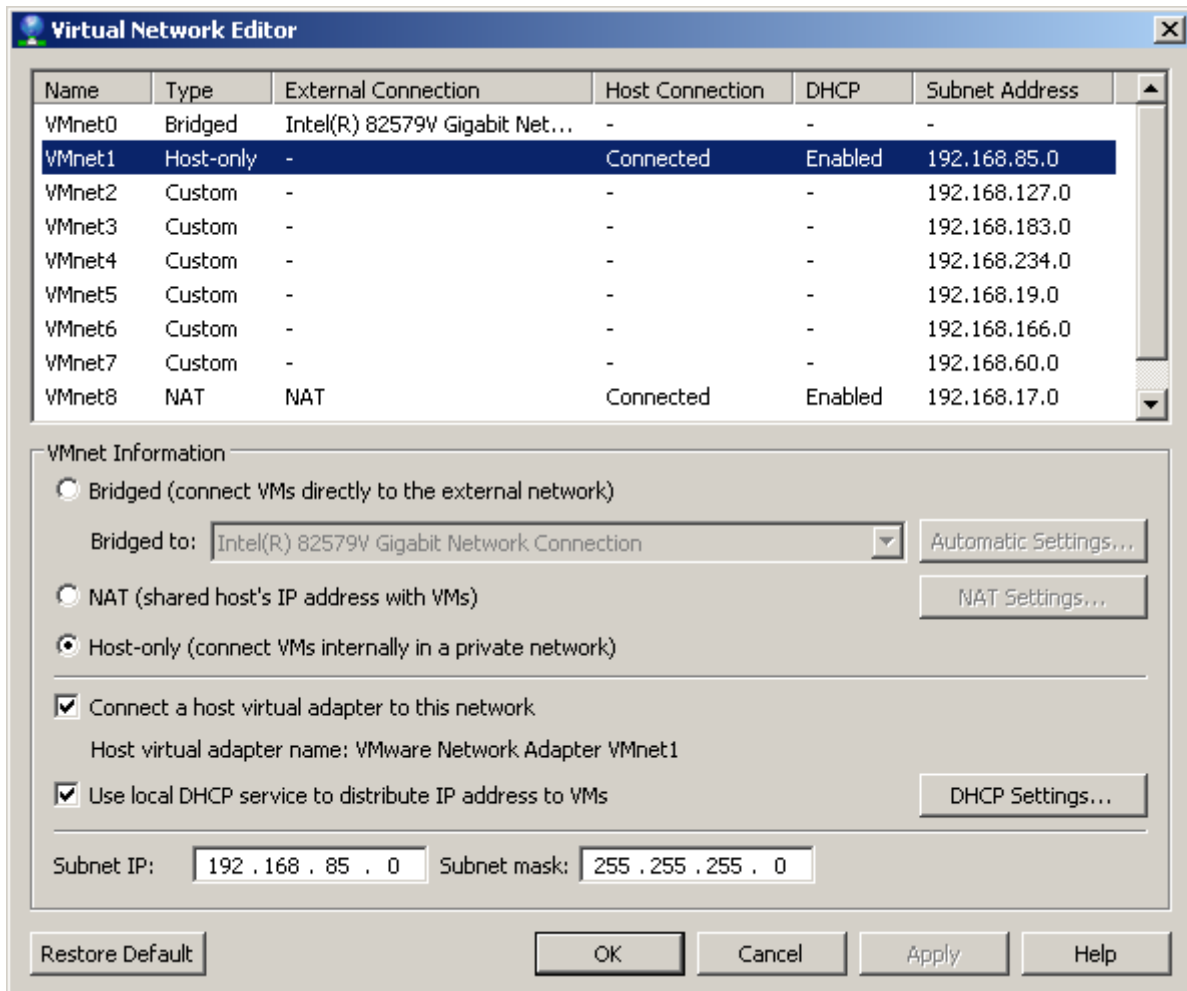 Virtual Network Editor
Name Type External Connection Host Connection DHCP Subnet Address
VMnet0 Bridged Intel(R) 82579V Gigabit Net... - - -
VMnet1 Host-only - Connected Enabled 192.168.85.0
VMnet2 Custom - - - 192.168.127.0
VMnet3 Custom - - - 192.168.183.0
VMnet4 Custom - - - 192.168.234.0
VMnet5 Custom - - - 192.168.19.0
VMnet6 Custom - - - 192.168.166.0
VMnet7 Custom - - - 192.168.60.0
VMnet8 NAT NAT Connected Enabled 192.168.17.0
VMnet Information
Bridged (connect VMs directly to the external network)
Bridged to: Intel(R) 82579V Gigabit Network Connection Automatic Settings...
NAT (shared host's IP address with VMs) NAT Settings...
Host-only (connect VMs internally in a private network)
Connect a host virtual adapter to this network
Host virtual adapter name: VMware Network Adapter VMnet1
Use local DHCP service to distribute IP address to VMs DHCP Settings...
Subnet IP: 192 . 168 . 85 . 0 Subnet mask: 255 . 255 . 255 . 0
Restore Default OK Cancel Apply Help